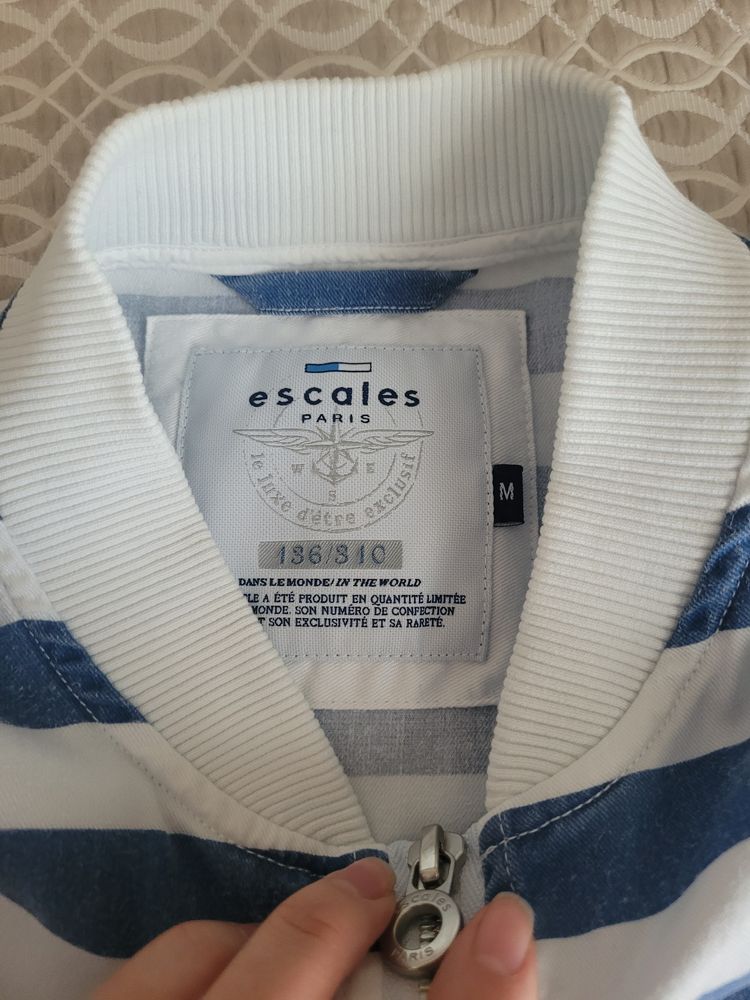 escales
PARIS
W E
S
le luxe d'être exclusif
136/310
DANS LE MONDE/IN THE WORLD
A ÉTÉ PRODUIT EN QUANTITÉ LIMITÉE
MONDE. SON NUMÉRO DE CONFECTION
SON EXCLUSIVITÉ ET SA RARETÉ.
M
escales
PARIS